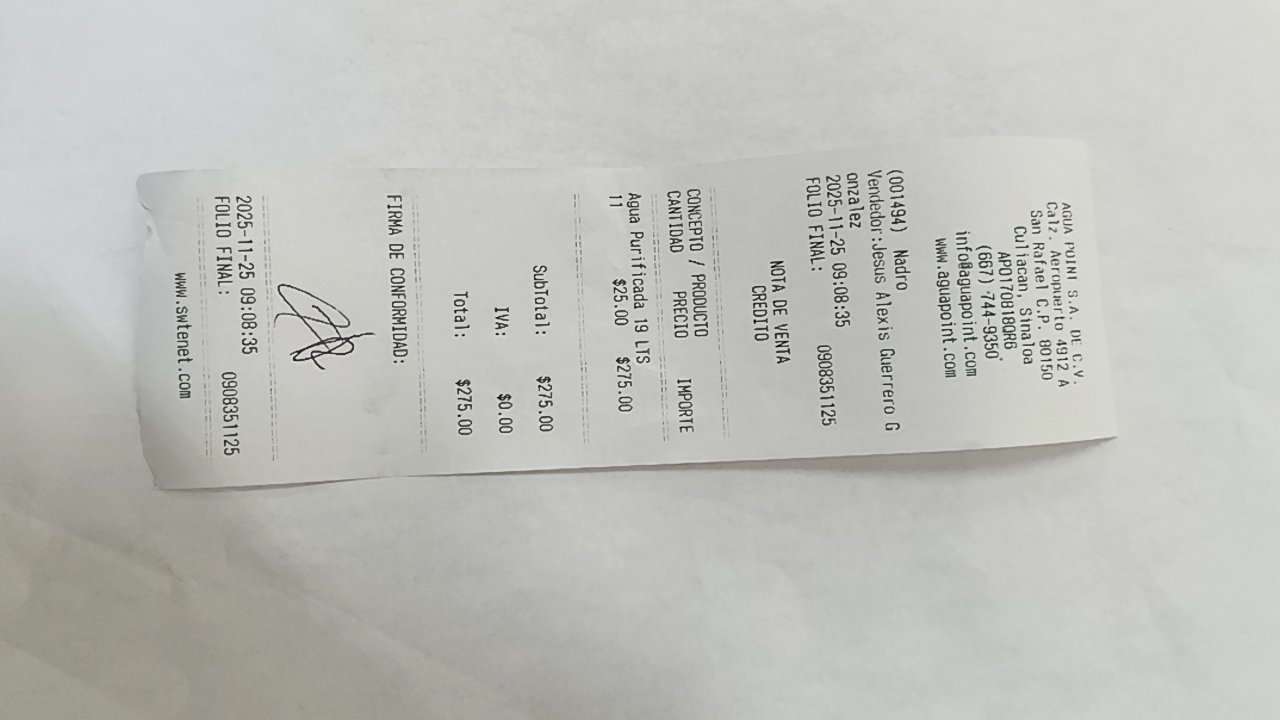 AGUA POINT S.A. DE C.V.
Calz. Aeropuerto 4912 A
San Rafael C.P. 80150
Culiacan, Sinaloa
APO170818QR8
(667) 744-9350
info@aguapoint.com
www.aguapoint.com
(001494) Nadro
Vendedor:Jesus Alexis Guerrero G
onzalez
2025-11-25 09:08:35
FOLIO FINAL: 0908351125
NOTA DE VENTA
CREDITO
CONCEPTO / PRODUCTO
CANTIDAD PRECIO IMPORTE
Agua Purificada 19 LTS
11 $25.00 $275.00
SubTotal: $275.00
IVA: $0.00
Total: $275.00
FIRMA DE CONFORMIDAD:
2025-11-25 09:08:35
FOLIO FINAL: 0908351125
www.swtenet.com